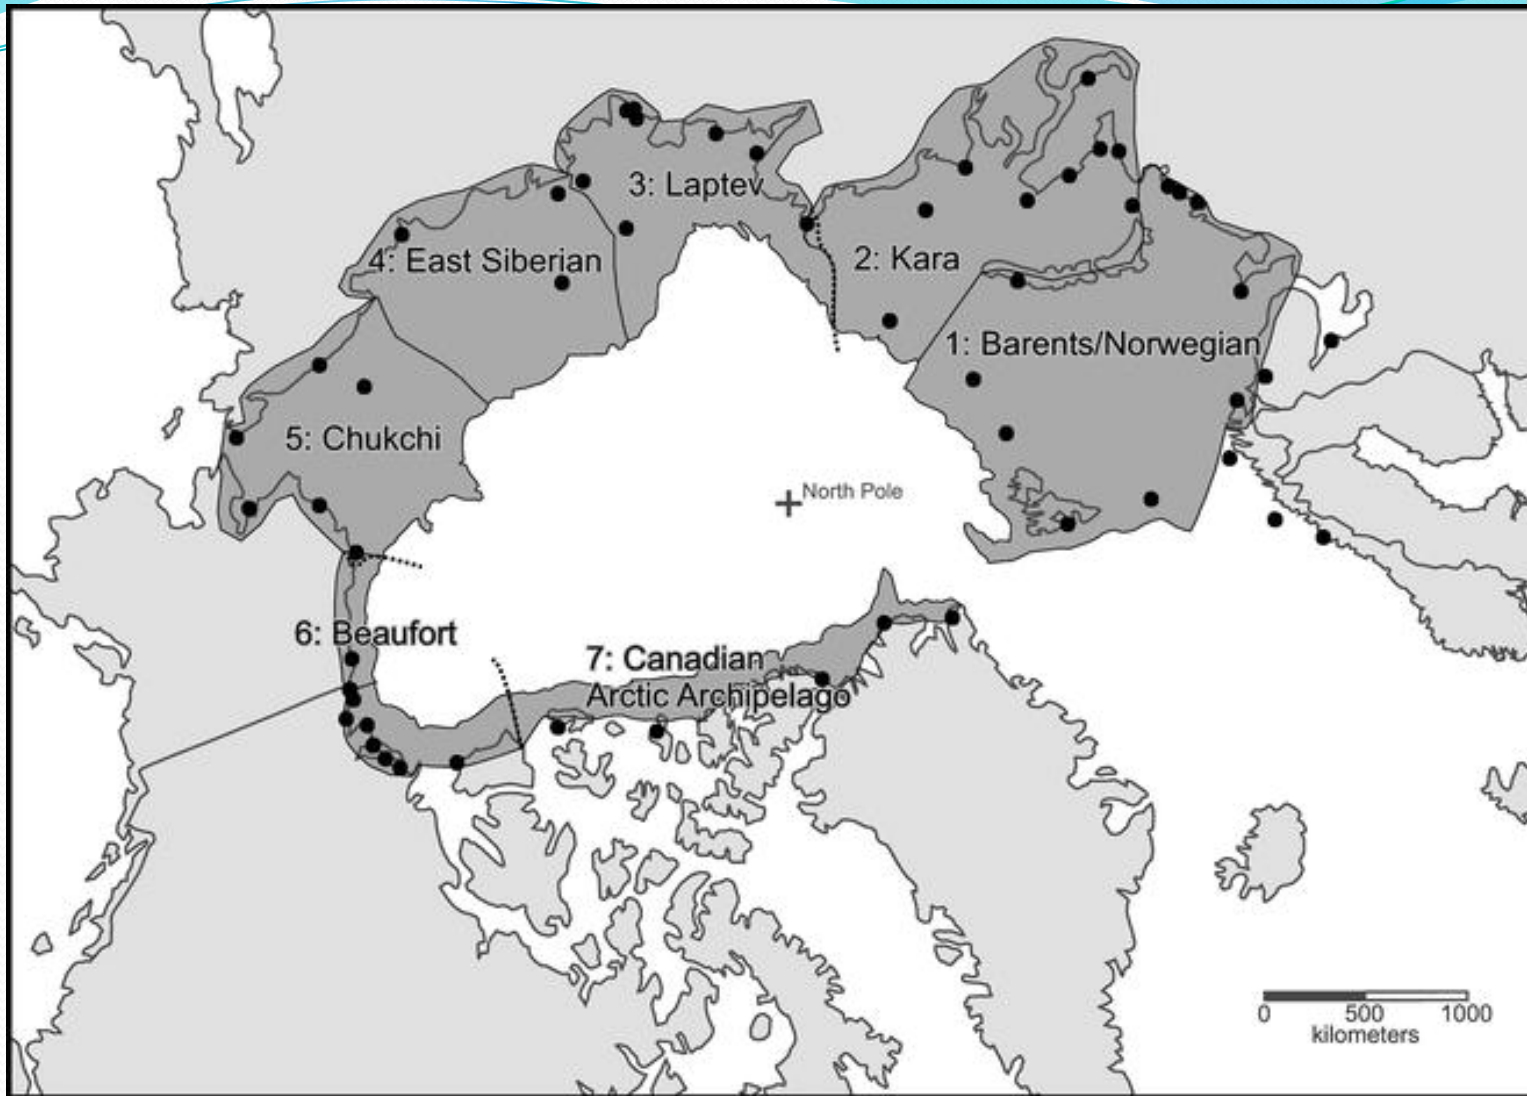 3: Laptev
2: Kara
4: East Siberian
1: Barents/Norwegian
5: Chukchi
North Pole
6: Beaufort
7: Canadian
Arctic Archipelago
0 500 1000
kilometers